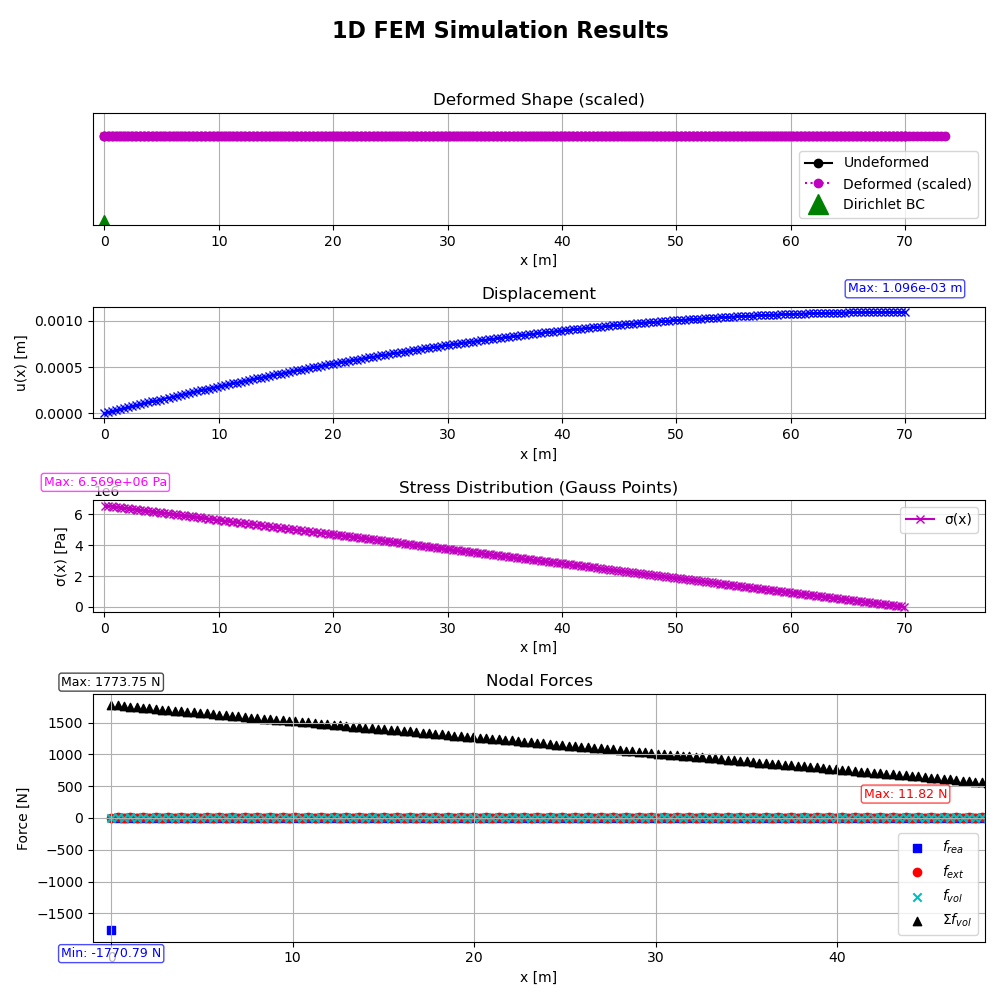 1D FEM Simulation Results
Deformed Shape (scaled)
Undeformed
Deformed (scaled)
Dirichlet BC
0 10 20 30 40 50 60 70
x [m]
Max: 1.096e-03 m
Displacement
0.0010
0.0005
0.0000
u(x) [m]
0 10 20 30 40 50 60 70
x [m]
Max: 6.569e+06 Pa
1e6
Stress Distribution (Gauss Points)
σ(x)
6
4
2
0
σ(x) [Pa]
0 10 20 30 40 50 60 70
x [m]
Max: 1773.75 N
Nodal Forces
1500
1000
500
0
−500
−1000
−1500
Force [N]
Max: 11.82 N
f_rea
f_ext
f_vol
Σf_vol
Min: -1770.79 N
0 10 20 30 40
x [m]